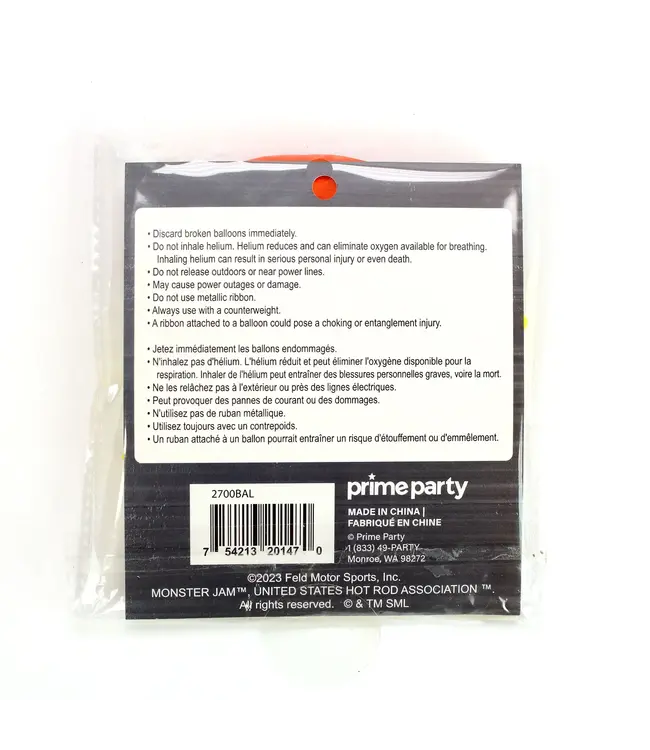 • Discard broken balloons immediately.
• Do not inhale helium. Helium reduces and can eliminate oxygen available for breathing.
Inhaling helium can result in serious personal injury or even death.
• Do not release outdoors or near power lines.
• May cause power outages or damage.
• Do not use metallic ribbon.
• Always use with a counterweight.
• A ribbon attached to a balloon could pose a choking or entanglement injury.
• Jetez immédiatement les ballons endommagés.
• N'inhalez pas d'hélium. L'hélium réduit et peut éliminer l'oxygène disponible pour la
respiration. Inhaler de l'hélium peut entraîner des blessures personnelles graves, voire la mort.
• Ne les relâchez pas à l'extérieur ou près des lignes électriques.
• Peut provoquer des pannes de courant ou des dommages.
• N'utilisez pas de ruban métallique.
• Utilisez toujours avec un contrepoids.
• Un ruban attaché à un ballon pourrait entraîner un risque d'étouffement ou d'emmêlement.
2700BAL
7 54213 20147 0
prime party
MADE IN CHINA |
FABRIQUÉ EN CHINE
© Prime Party
1 (833) 49-PARTY
Monroe, WA 98272
©2023 Feld Motor Sports, Inc.
MONSTER JAM™, UNITED STATES HOT ROD ASSOCIATION ™.
All rights reserved. © & TM SML